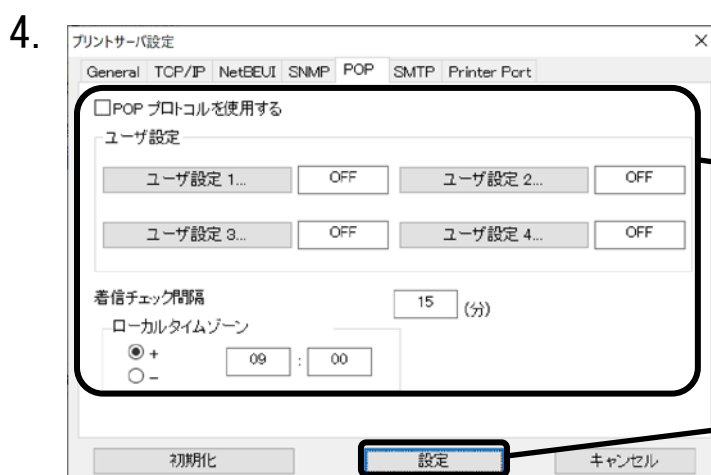 4.
プリントサーバ設定
General TCP/IP NetBEUI SNMP POP SMTP Printer Port
POP プロトコルを使用する
ユーザ設定
ユーザ設定 1... OFF ユーザ設定 2... OFF
ユーザ設定 3... OFF ユーザ設定 4... OFF
着信チェック間隔 15 (分)
ローカルタイムゾーン
+ 09 : 00
-
初期化 設定 キャンセル